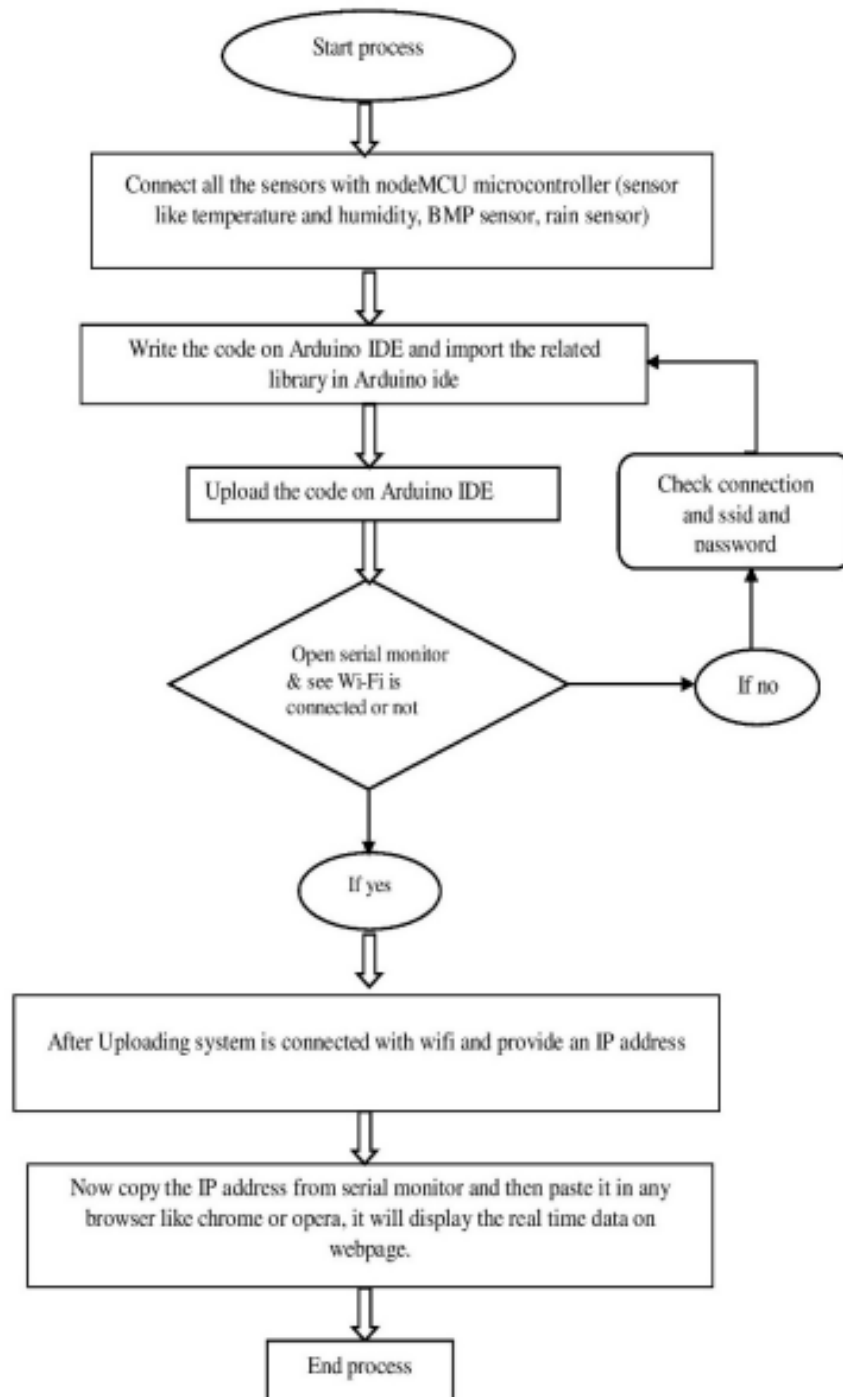 Start process
Connect all the sensors with nodeMCU microcontroller (sensor
like temperature and humidity, BMP sensor, rain sensor)
Write the code on Arduino IDE and import the related
library in Arduino ide
Upload the code on Arduino IDE
Check connection
and ssid and
password
Open serial monitor
& see Wi-Fi is
connected or not
If no
If yes
After Uploading system is connected with wifi and provide an IP address
Now copy the IP address from serial monitor and then paste it in any
browser like chrome or opera, it will display the real time data on
webpage.
End process